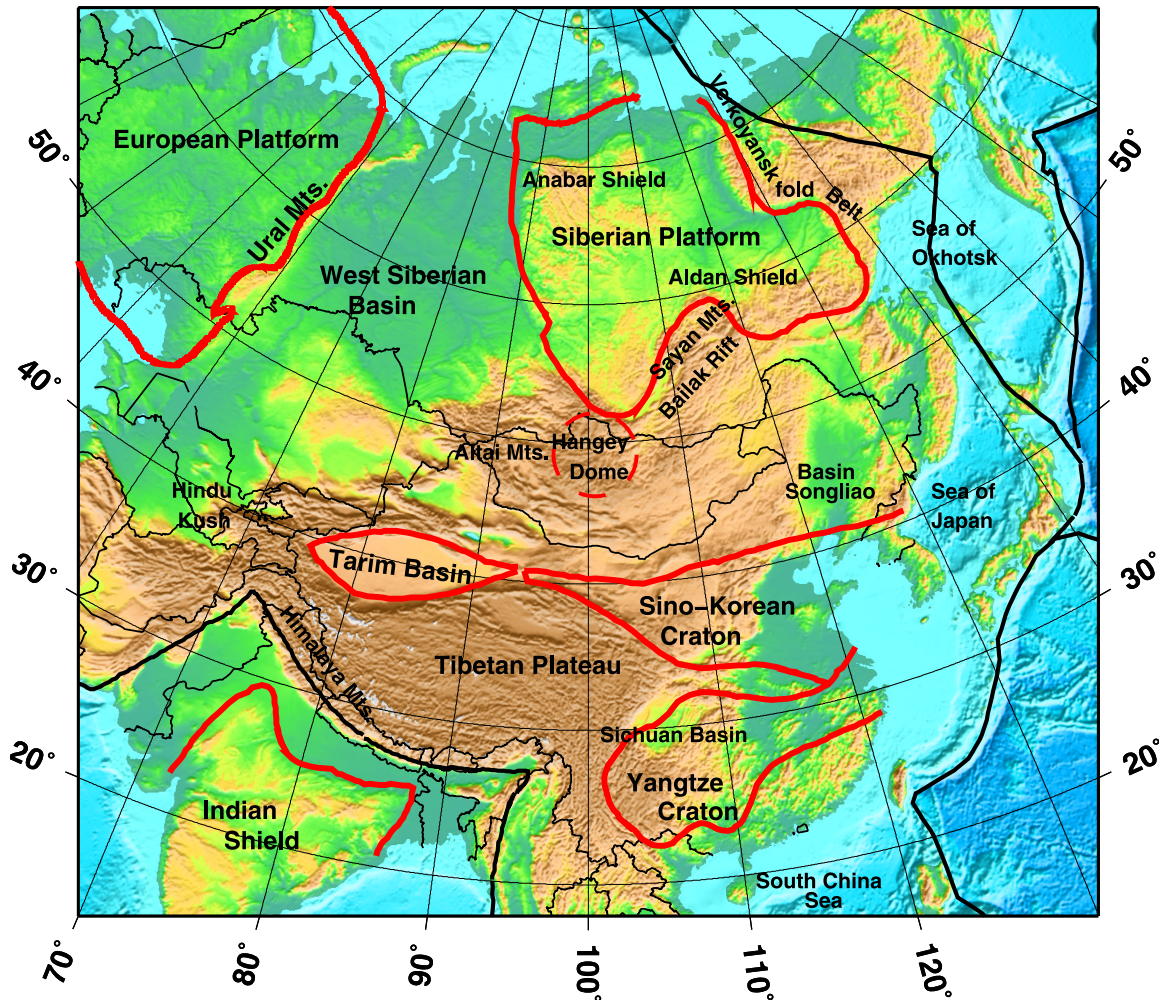 European Platform
Ural Mts.
West Siberian
Basin
Anabar Shield
Siberian Platform
Aldan Shield
Verkoyansk
fold Belt
Sea of
Okhotsk
Sayan Mts.
Bailak Rift
Altai Mts.
Hangey
Dome
Basin
Songliao
Sea of
Japan
Hindu
Kush
Tarim Basin
Sino-Korean
Craton
Himalaya Mts.
Tibetan Plateau
Sichuan Basin
Yangtze
Craton
Indian
Shield
South China
Sea
50°
40°
30°
20°
50°
40°
30°
20°
70°
80°
90°
100°
110°
120°